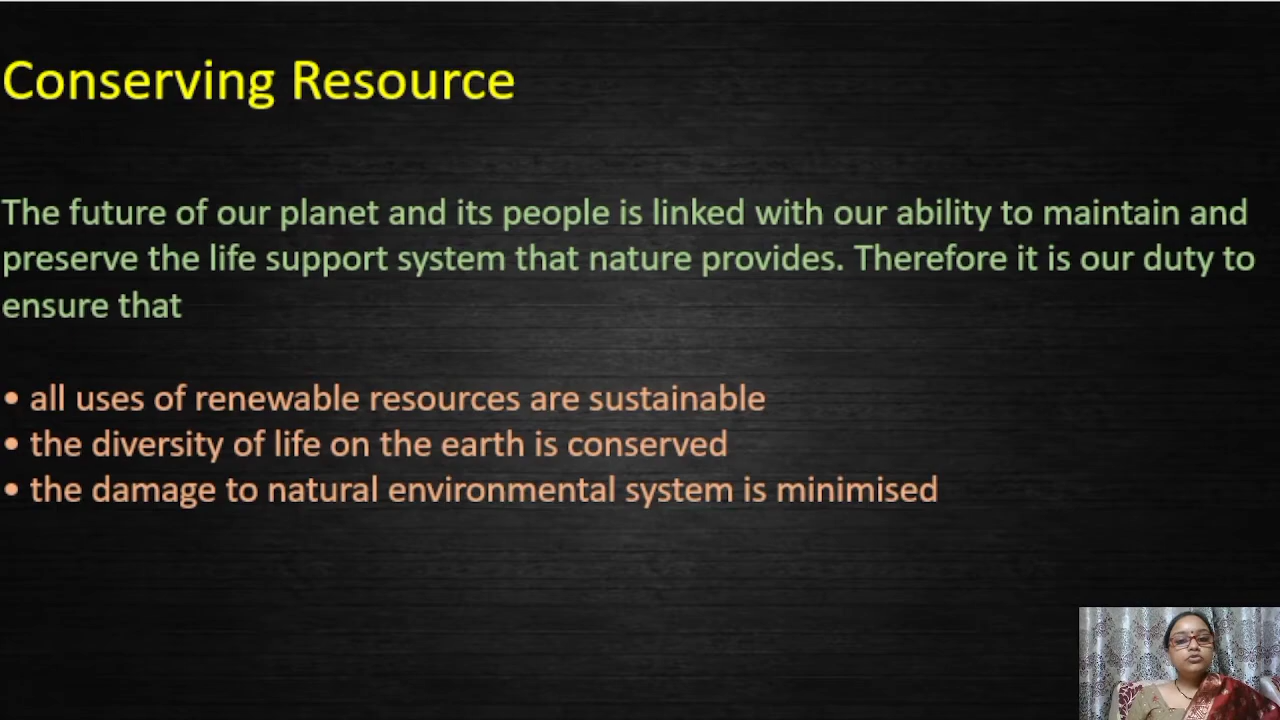 Conserving Resource
The future of our planet and its people is linked with our ability to maintain and
preserve the life support system that nature provides. Therefore it is our duty to
ensure that
• all uses of renewable resources are sustainable
• the diversity of life on the earth is conserved
• the damage to natural environmental system is minimised